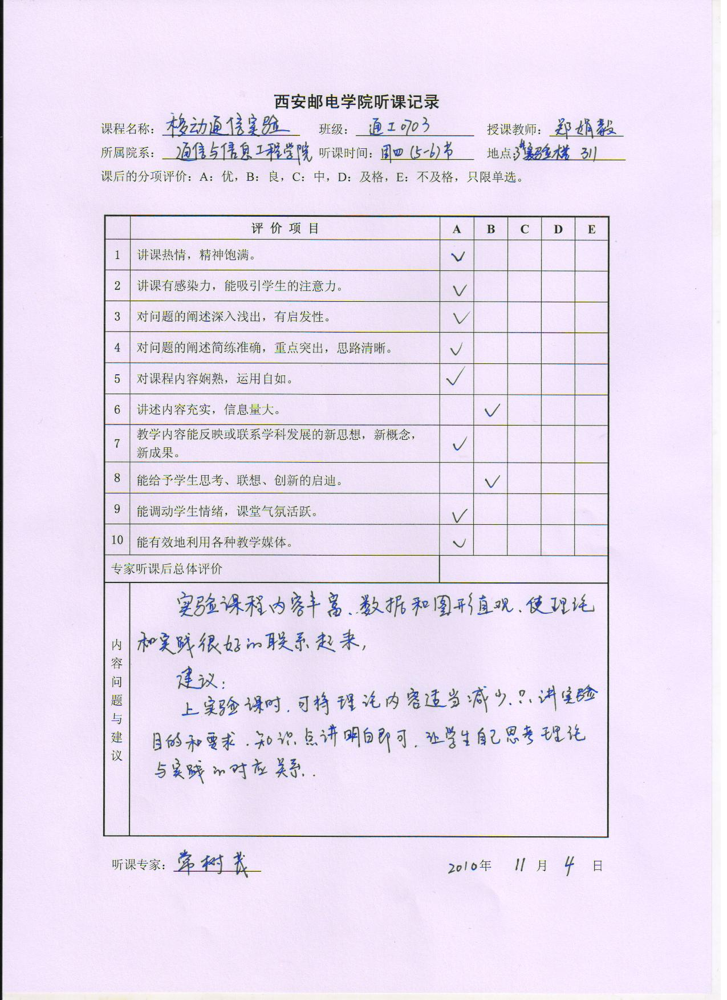 西安邮电学院听课记录
课程名称：移动通信实验 班级：通工0703 授课教师：郑娟毅
所属院系：通信与信息工程学院 听课时间：周四(5-6)节 地点：3#实验楼 311
课后的分项评价：A：优，B：良，C：中，D：及格，E：不及格，只限单选。
评价项目 A B C D E
1 讲课热情，精神饱满。 ✓
2 讲课有感染力，能吸引学生的注意力。 ✓
3 对问题的阐述深入浅出，有启发性。 ✓
4 对问题的阐述简练准确，重点突出，思路清晰。 ✓
5 对课程内容娴熟，运用自如。 ✓
6 讲述内容充实，信息量大。 ✓
7 教学内容能反映或联系学科发展的新思想，新概念，
新成果。 ✓
8 能给予学生思考、联想、创新的启迪。 ✓
9 能调动学生情绪，课堂气氛活跃。 ✓
10 能有效地利用各种教学媒体。 ✓
专家听课后总体评价
内容问题与建议
实验课程内容丰富、数据和图形直观、使理论
和实践很好的联系起来，
建议：
上实验课时，可将理论内容适当减少、只讲实验
目的和要求．知识点讲明白即可，让学生自己思考理论
与实践的对应关系．.
听课专家：常树茂 2010年 11月 4日